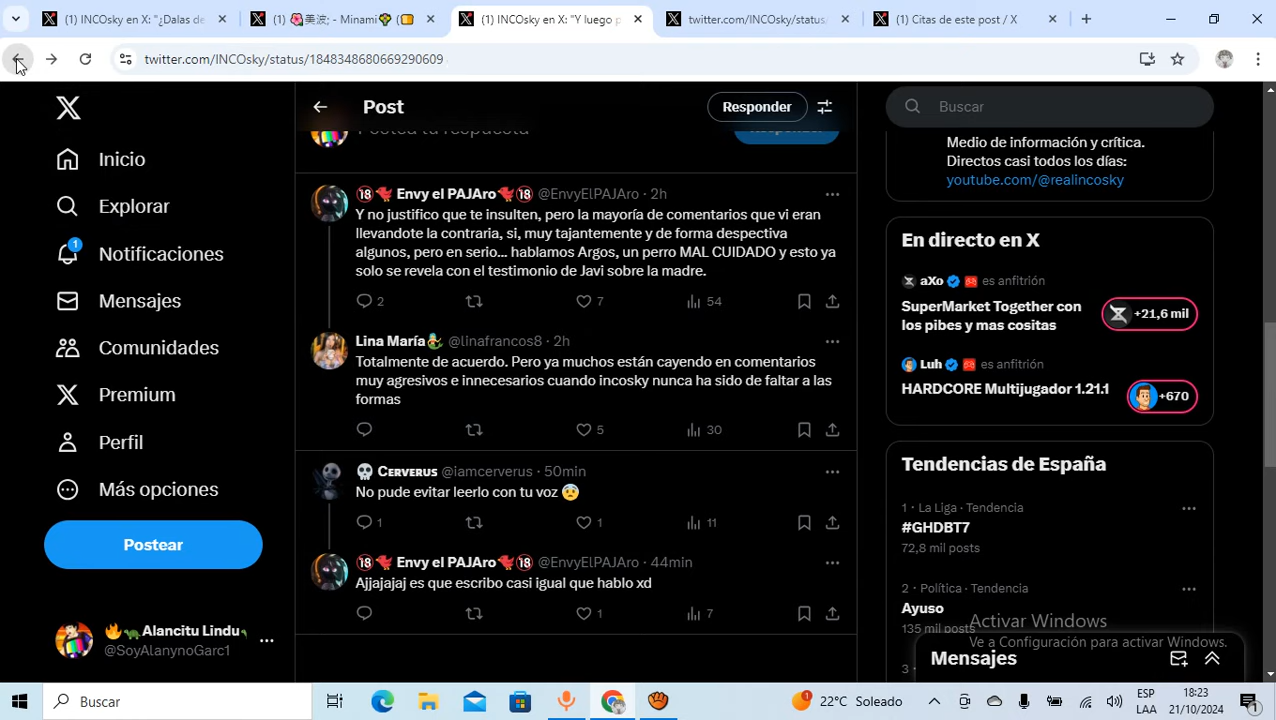 (1) INCOsky en X: "¿Dalas de
(1) 🌺美波; - Minami🌻
(1) INCOsky en X: "Y luego p
twitter.com/INCOsky/status/
(1) Citas de este post / X
twitter.com/INCOsky/status/1848348680669290609
Inicio
Explorar
1
Notificaciones
Mensajes
Comunidades
Premium
Perfil
Más opciones
Postear
🔥🐢Alancitu Lindu
@SoyAlanynoGarc1
Post
Responder
Postea tu respuesta
Responder
🔞🐦Envy el PAJAro🐦🔞 @EnvyElPAJAro · 2h
Y no justifico que te insulten, pero la mayoría de comentarios que vi eran
llevandote la contraria, si, muy tajantemente y de forma despectiva
algunos, pero en serio... hablamos Argos, un perro MAL CUIDADO y esto ya
solo se revela con el testimonio de Javi sobre la madre.
2 7 54
Lina María🧜‍♀️ @linafrancos8 · 2h
Totalmente de acuerdo. Pero ya muchos están cayendo en comentarios
muy agresivos e innecesarios cuando incosky nunca ha sido de faltar a las
formas
5 30
💀 Cᴇʀᴠᴇʀᴜs @iamcerverus · 50min
No pude evitar leerlo con tu voz 😨
1 1 11
🔞🐦Envy el PAJAro🐦🔞 @EnvyElPAJAro · 44min
Ajjajajaj es que escribo casi igual que hablo xd
1 7
Buscar
Medio de información y crítica.
Directos casi todos los días:
youtube.com/@realincosky
En directo en X
aXo es anfitrión
SuperMarket Together con
los pibes y mas cositas
+21,6 mil
Luh es anfitrión
HARDCORE Multijugador 1.21.1
+670
Tendencias de España
1 · La Liga · Tendencia
#GHDBT7
72,8 mil posts
2 · Política · Tendencia
Ayuso
135 mil posts
3 ·
Activar Windows
Ve a Configuración para activar Windows.
Mensajes
Buscar
1
22°C Soleado
ESP
LAA
18:23
21/10/2024
1